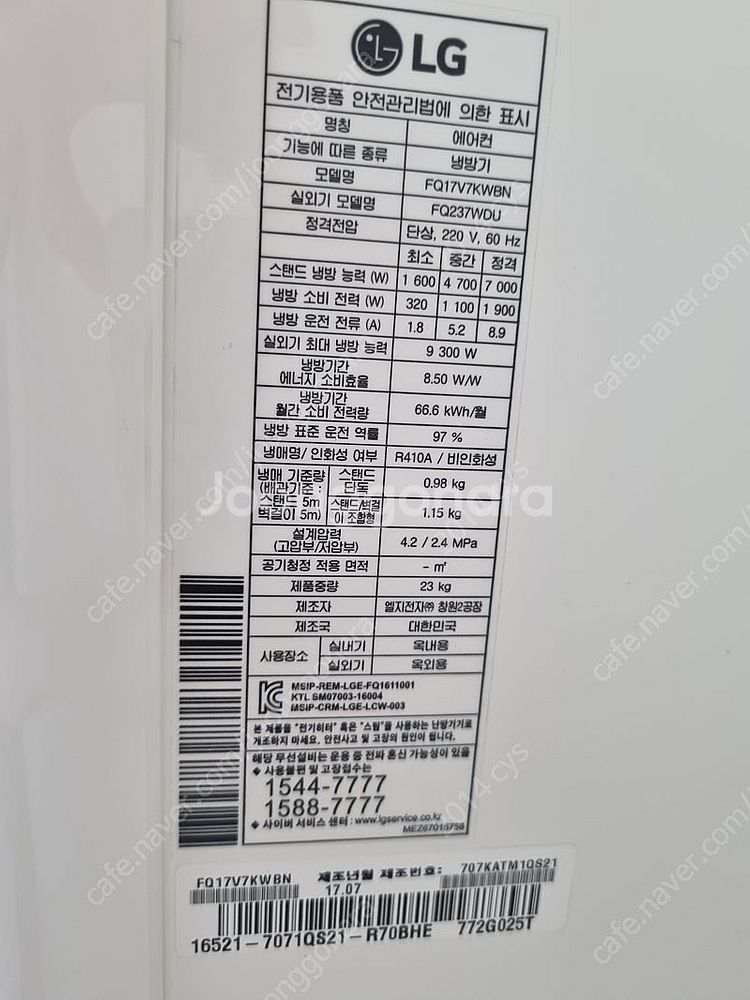 LG
전기용품 안전관리법에 의한 표시
명칭 에어컨
기능에 따른 종류 냉방기
모델명 FQ17V7KWBN
실외기 모델명 FQ237WDU
정격전압 단상, 220 V, 60 Hz
최소 중간 정격
스탠드 냉방 능력 (W) 1 600 4 700 7 000
냉방 소비 전력 (W) 320 1 100 1 900
냉방 운전 전류 (A) 1.8 5.2 8.9
실외기 최대 냉방 능력 9 300 W
냉방기간
에너지 소비효율 8.50 W/W
냉방기간
월간 소비 전력량 66.6 kWh/월
냉방 표준 운전 역률 97 %
냉매명/ 인화성 여부 R410A / 비인화성
냉매 기준량
(배관기준 :
스탠드 5m
벽걸이 5m)
스탠드
단독 0.98 kg
스탠드/벽걸
이 조합형 1.15 kg
설계압력
(고압부/저압부) 4.2 / 2.4 MPa
공기청정 적용 면적 - ㎡
제품중량 23 kg
제조자 엘지전자㈜ 창원2공장
제조국 대한민국
사용장소 실내기 옥내용
실외기 옥외용
MSIP-REM-LGE-FQ1611001
KTL SM07003-16004
MSIP-CRM-LGE-LCW-003
본 제품을 "전기히터" 혹은 "스팀"을 사용하는 난방기기로
개조하지 마세요. 안전사고 및 고장의 원인이 됩니다.
해당 무선설비는 운용 중 전파 혼신 가능성이 있음
◆ 사용불편 및 고장접수는
1544-7777
1588-7777
◆ 사이버 서비스 센터 : www.lgservice.co.kr
MEZ67015758
FQ17V7KWBN 제조년월 제조번호: 707KATM1QS21
17.07
16521-7071QS21-R70BHE 772G025T
Joonggonara
cafe.naver.com